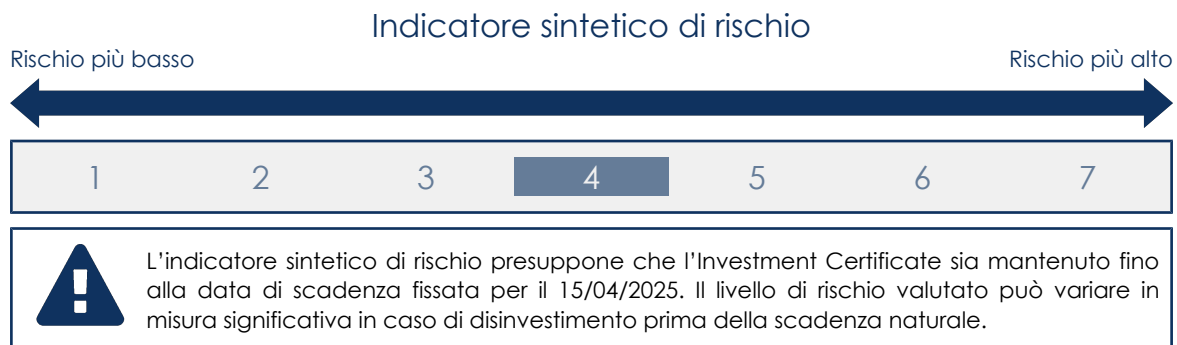 Indicatore sintetico di rischio
Rischio più basso Rischio più alto
1 2 3 4 5 6 7
L'indicatore sintetico di rischio presuppone che l'Investment Certificate sia mantenuto fino
alla data di scadenza fissata per il 15/04/2025. Il livello di rischio valutato può variare in
misura significativa in caso di disinvestimento prima della scadenza naturale.